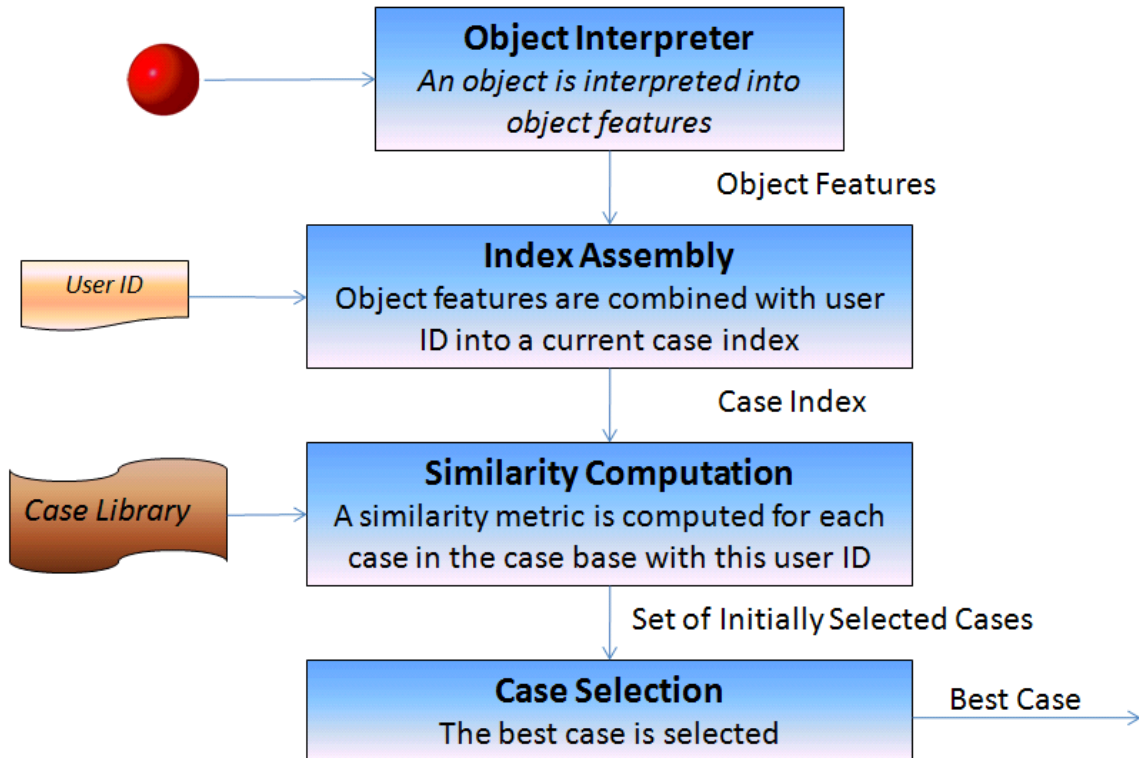 Object Interpreter
An object is interpreted into
object features
Object Features
Index Assembly
User ID
Object features are combined with user
ID into a current case index
Case Index
Similarity Computation
Case Library
A similarity metric is computed for each
case in the case base with this user ID
Set of Initially Selected Cases
Case Selection
The best case is selected
Best Case